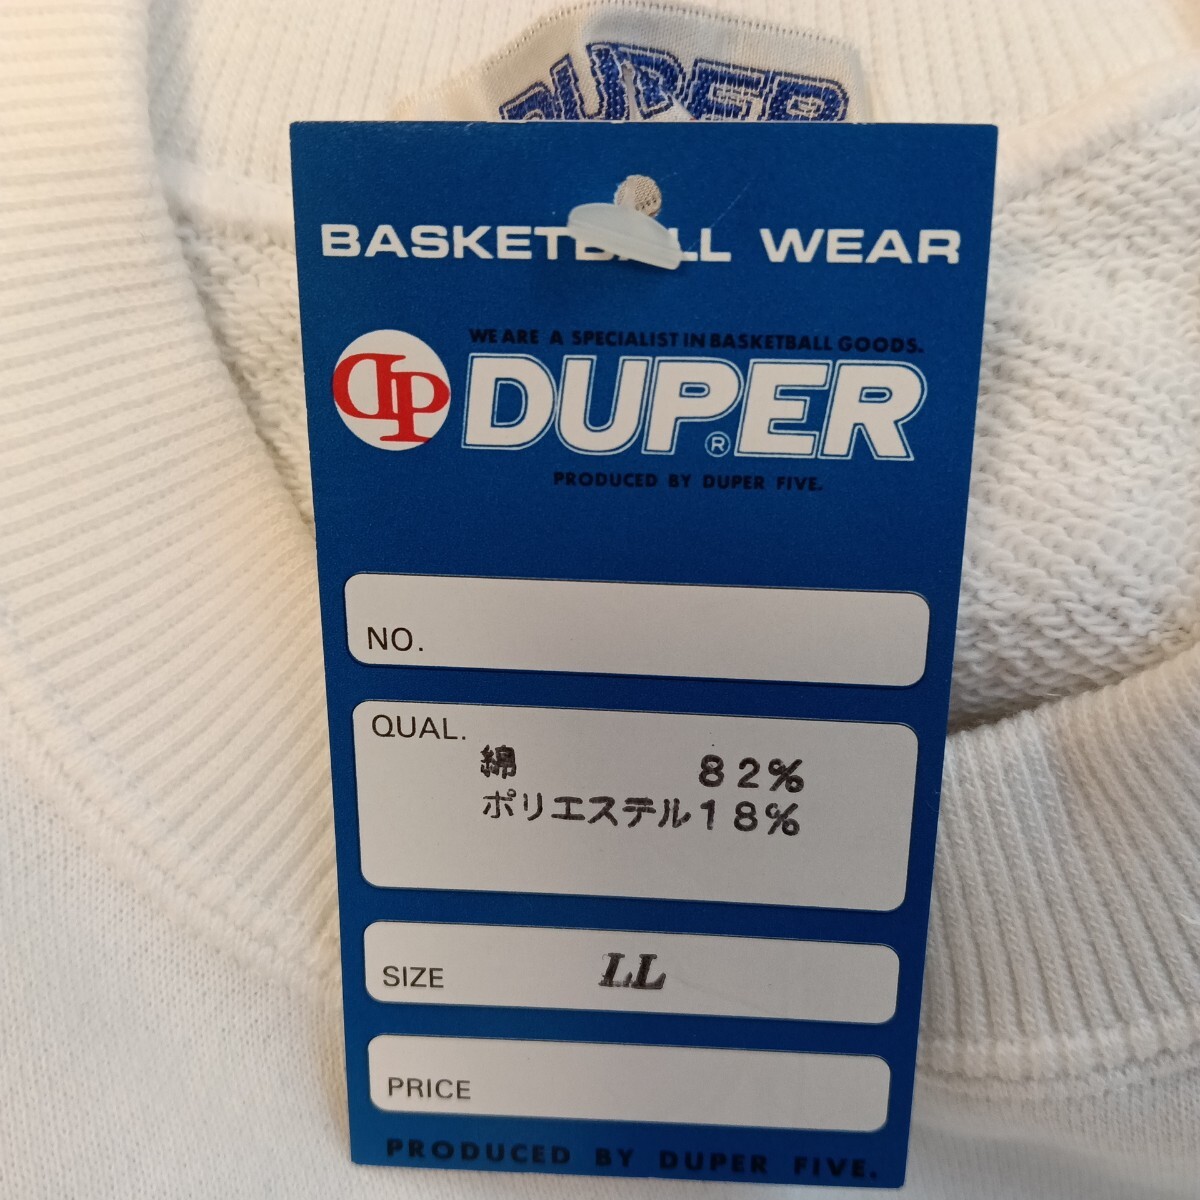 DUPER
BASKETBALL WEAR
WE ARE A SPECIALIST IN BASKETBALL GOODS.
DP DUPER®
PRODUCED BY DUPER FIVE.
NO.
QUAL.
綿 82%
ポリエステル18%
SIZE LL
PRICE
PRODUCED BY DUPER FIVE.